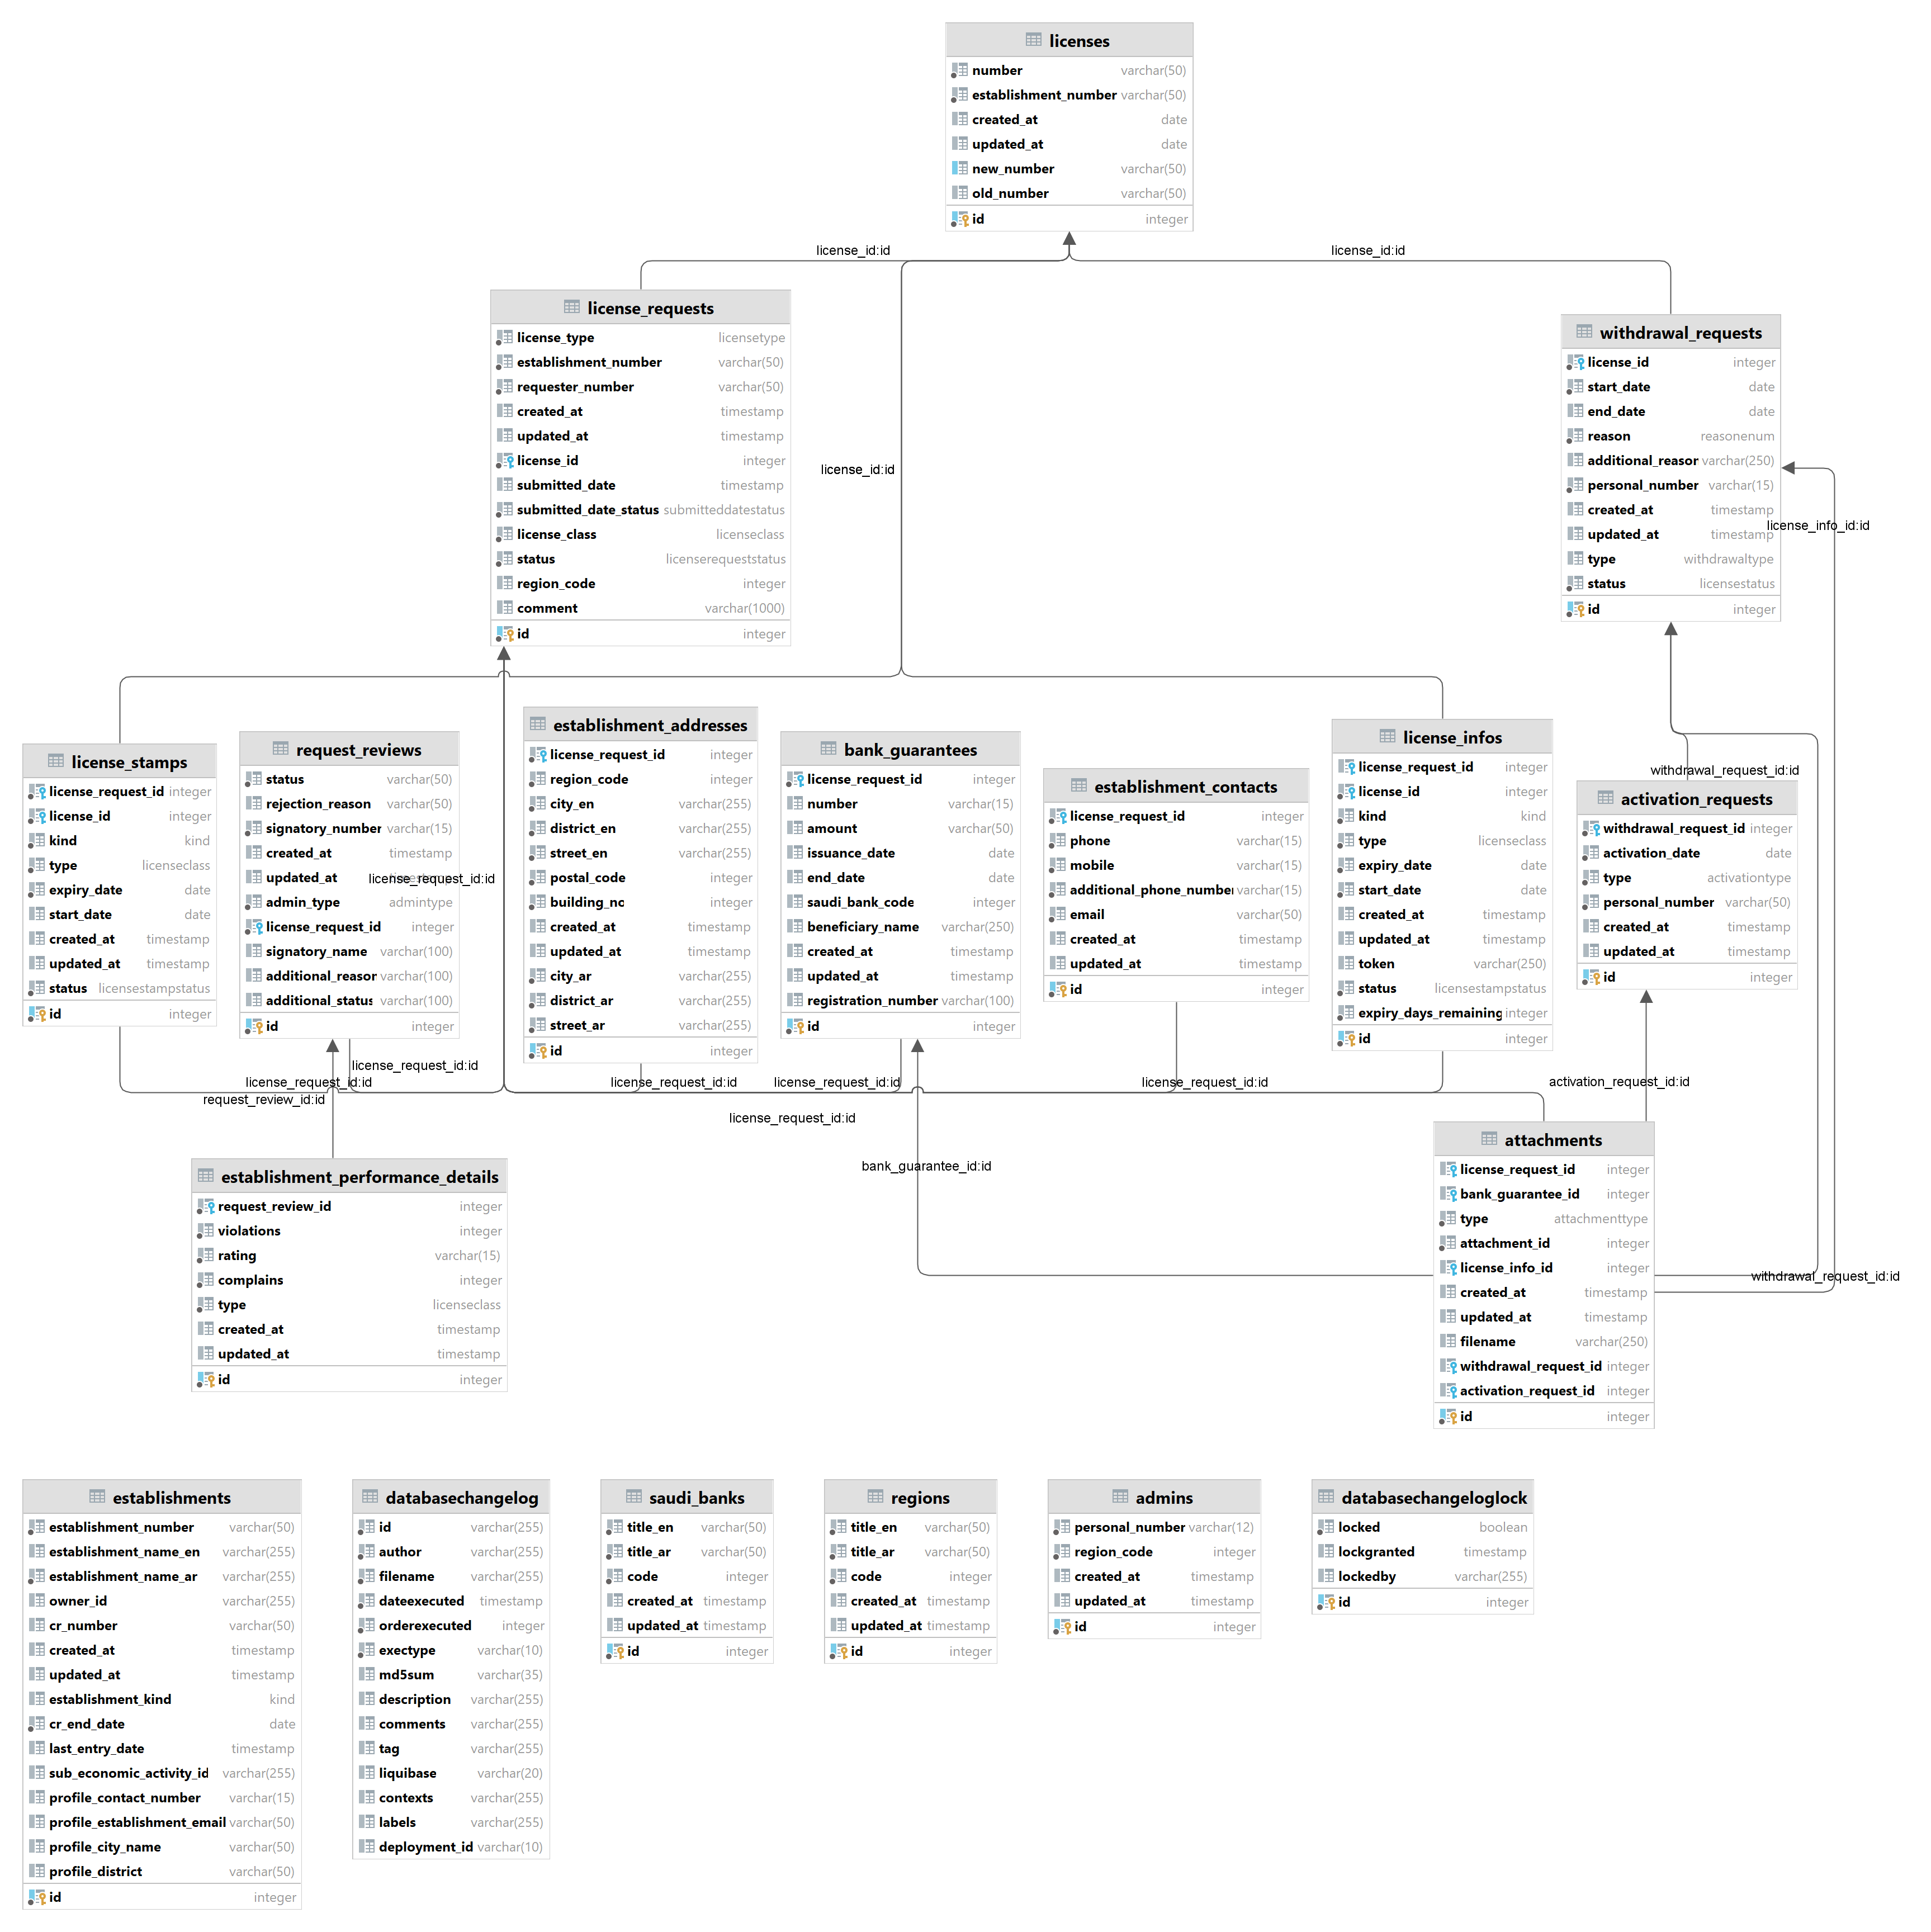 licenses
number varchar(50)
establishment_number varchar(50)
created_at date
updated_at date
new_number varchar(50)
old_number varchar(50)
id integer
license_id:id
license_id:id
license_requests
license_type licensetype
establishment_number varchar(50)
requester_number varchar(50)
created_at timestamp
updated_at timestamp
license_id integer
submitted_date timestamp
submitted_date_status submitteddatestatus
license_class licenseclass
status licenserequeststatus
region_code integer
comment varchar(1000)
id integer
license_id:id
withdrawal_requests
license_id integer
start_date date
end_date date
reason reasonenum
additional_reasor varchar(250)
personal_number varchar(15)
created_at timestamp
updated_at timestamp
type withdrawaltype
status licensestatus
id integer
license_info_id:id
license_stamps
license_request_id integer
license_id integer
kind kind
type licenseclass
expiry_date date
start_date date
created_at timestamp
updated_at timestamp
status licensestampstatus
id integer
request_reviews
status varchar(50)
rejection_reason varchar(50)
signatory_number varchar(15)
created_at timestamp
updated_at timestamp
admin_type admintype
license_request_id integer
signatory_name varchar(100)
additional_reasor varchar(100)
additional_status varchar(100)
id integer
license_request_id:id
establishment_addresses
license_request_id integer
region_code integer
city_en varchar(255)
district_en varchar(255)
street_en varchar(255)
postal_code integer
building_nc integer
created_at timestamp
updated_at timestamp
city_ar varchar(255)
district_ar varchar(255)
street_ar varchar(255)
id integer
bank_guarantees
license_request_id integer
number varchar(15)
amount varchar(50)
issuance_date date
end_date date
saudi_bank_code integer
beneficiary_name varchar(250)
created_at timestamp
updated_at timestamp
registration_number varchar(100)
id integer
establishment_contacts
license_request_id integer
phone varchar(15)
mobile varchar(15)
additional_phone_number varchar(15)
email varchar(50)
created_at timestamp
updated_at timestamp
id integer
license_infos
license_request_id integer
license_id integer
kind kind
type licenseclass
expiry_date date
start_date date
created_at timestamp
updated_at timestamp
token varchar(250)
status licensestampstatus
expiry_days_remaining integer
id integer
withdrawal_request_id:id
activation_requests
withdrawal_request_id integer
activation_date date
type activationtype
personal_number varchar(50)
created_at timestamp
updated_at timestamp
id integer
license_request_id:id
license_request_id:id
request_review_id:id
license_request_id:id
license_request_id:id
license_request_id:id
license_request_id:id
activation_request_id:id
bank_guarantee_id:id
establishment_performance_details
request_review_id integer
violations integer
rating varchar(15)
complains integer
type licenseclass
created_at timestamp
updated_at timestamp
id integer
attachments
license_request_id integer
bank_guarantee_id integer
type attachmenttype
attachment_id integer
license_info_id integer
created_at timestamp
updated_at timestamp
filename varchar(250)
withdrawal_request_id integer
activation_request_id integer
id integer
withdrawal_request_id:id
establishments
establishment_number varchar(50)
establishment_name_en varchar(255)
establishment_name_ar varchar(255)
owner_id varchar(255)
cr_number varchar(50)
created_at timestamp
updated_at timestamp
establishment_kind kind
cr_end_date date
last_entry_date timestamp
sub_economic_activity_id varchar(255)
profile_contact_number varchar(15)
profile_establishment_email varchar(50)
profile_city_name varchar(50)
profile_district varchar(50)
id integer
databasechangelog
id varchar(255)
author varchar(255)
filename varchar(255)
dateexecuted timestamp
orderexecuted integer
exectype varchar(10)
md5sum varchar(35)
description varchar(255)
comments varchar(255)
tag varchar(255)
liquibase varchar(20)
contexts varchar(255)
labels varchar(255)
deployment_id varchar(10)
saudi_banks
title_en varchar(50)
title_ar varchar(50)
code integer
created_at timestamp
updated_at timestamp
id integer
regions
title_en varchar(50)
title_ar varchar(50)
code integer
created_at timestamp
updated_at timestamp
id integer
admins
personal_number varchar(12)
region_code integer
created_at timestamp
updated_at timestamp
id integer
databasechangeloglock
locked boolean
lockgranted timestamp
lockedby varchar(255)
id integer